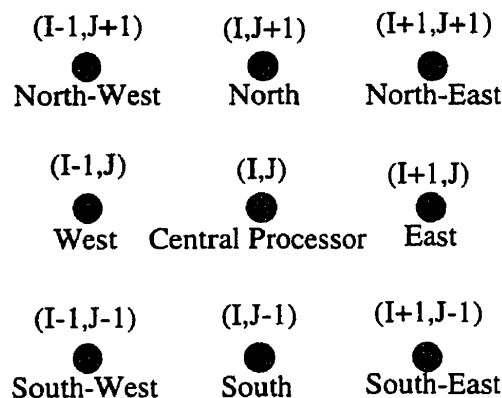 (I-1,J+1) (I,J+1) (I+1,J+1)
North-West North North-East
(I-1,J) (I,J) (I+1,J)
West Central Processor East
(I-1,J-1) (I,J-1) (I+1,J-1)
South-West South South-East